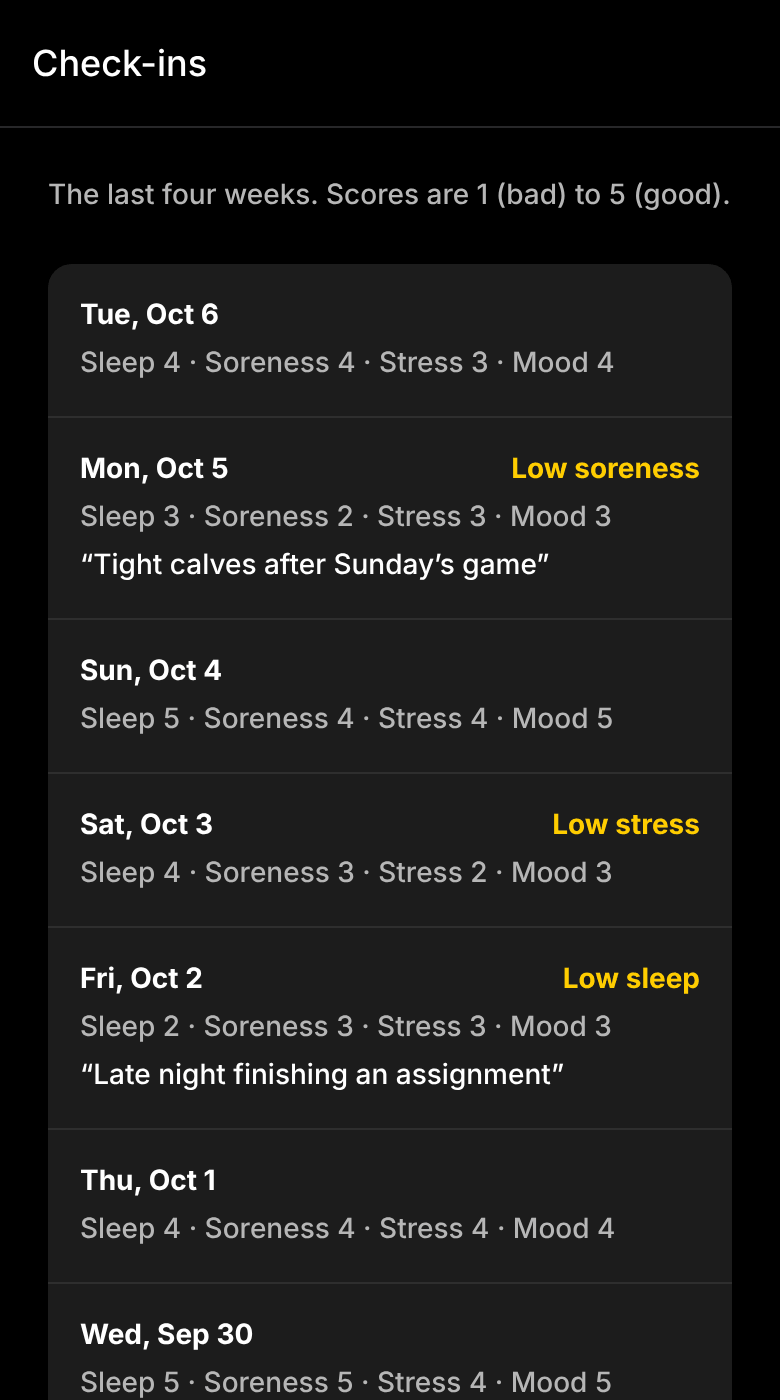 Check-ins
The last four weeks. Scores are 1 (bad) to 5 (good).
Tue, Oct 6
Sleep 4 · Soreness 4 · Stress 3 · Mood 4
Mon, Oct 5
Low soreness
Sleep 3 · Soreness 2 · Stress 3 · Mood 3
“Tight calves after Sunday’s game”
Sun, Oct 4
Sleep 5 · Soreness 4 · Stress 4 · Mood 5
Sat, Oct 3
Low stress
Sleep 4 · Soreness 3 · Stress 2 · Mood 3
Fri, Oct 2
Low sleep
Sleep 2 · Soreness 3 · Stress 3 · Mood 3
“Late night finishing an assignment”
Thu, Oct 1
Sleep 4 · Soreness 4 · Stress 4 · Mood 4
Wed, Sep 30
Sleep 5 · Soreness 5 · Stress 4 · Mood 5